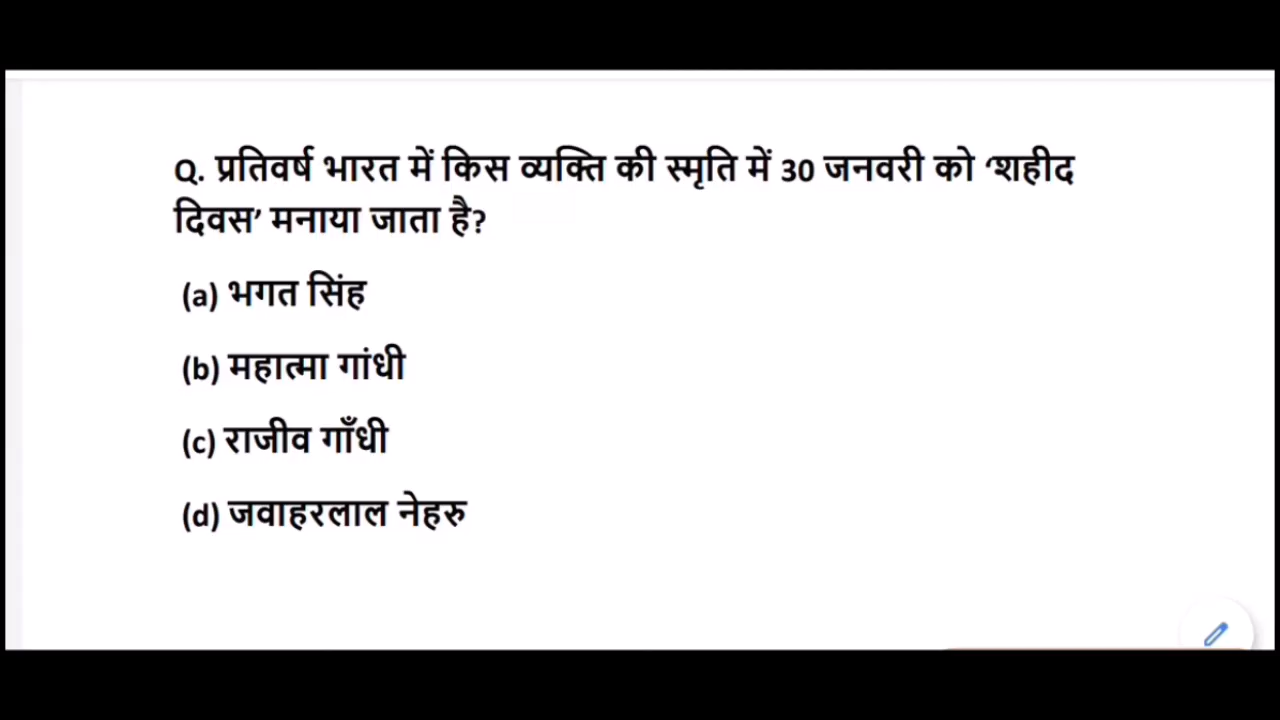 Q. प्रतिवर्ष भारत में किस व्यक्ति की स्मृति में 30 जनवरी को ‘शहीद
दिवस’ मनाया जाता है?
(a) भगत सिंह
(b) महात्मा गांधी
(c) राजीव गाँधी
(d) जवाहरलाल नेहरु